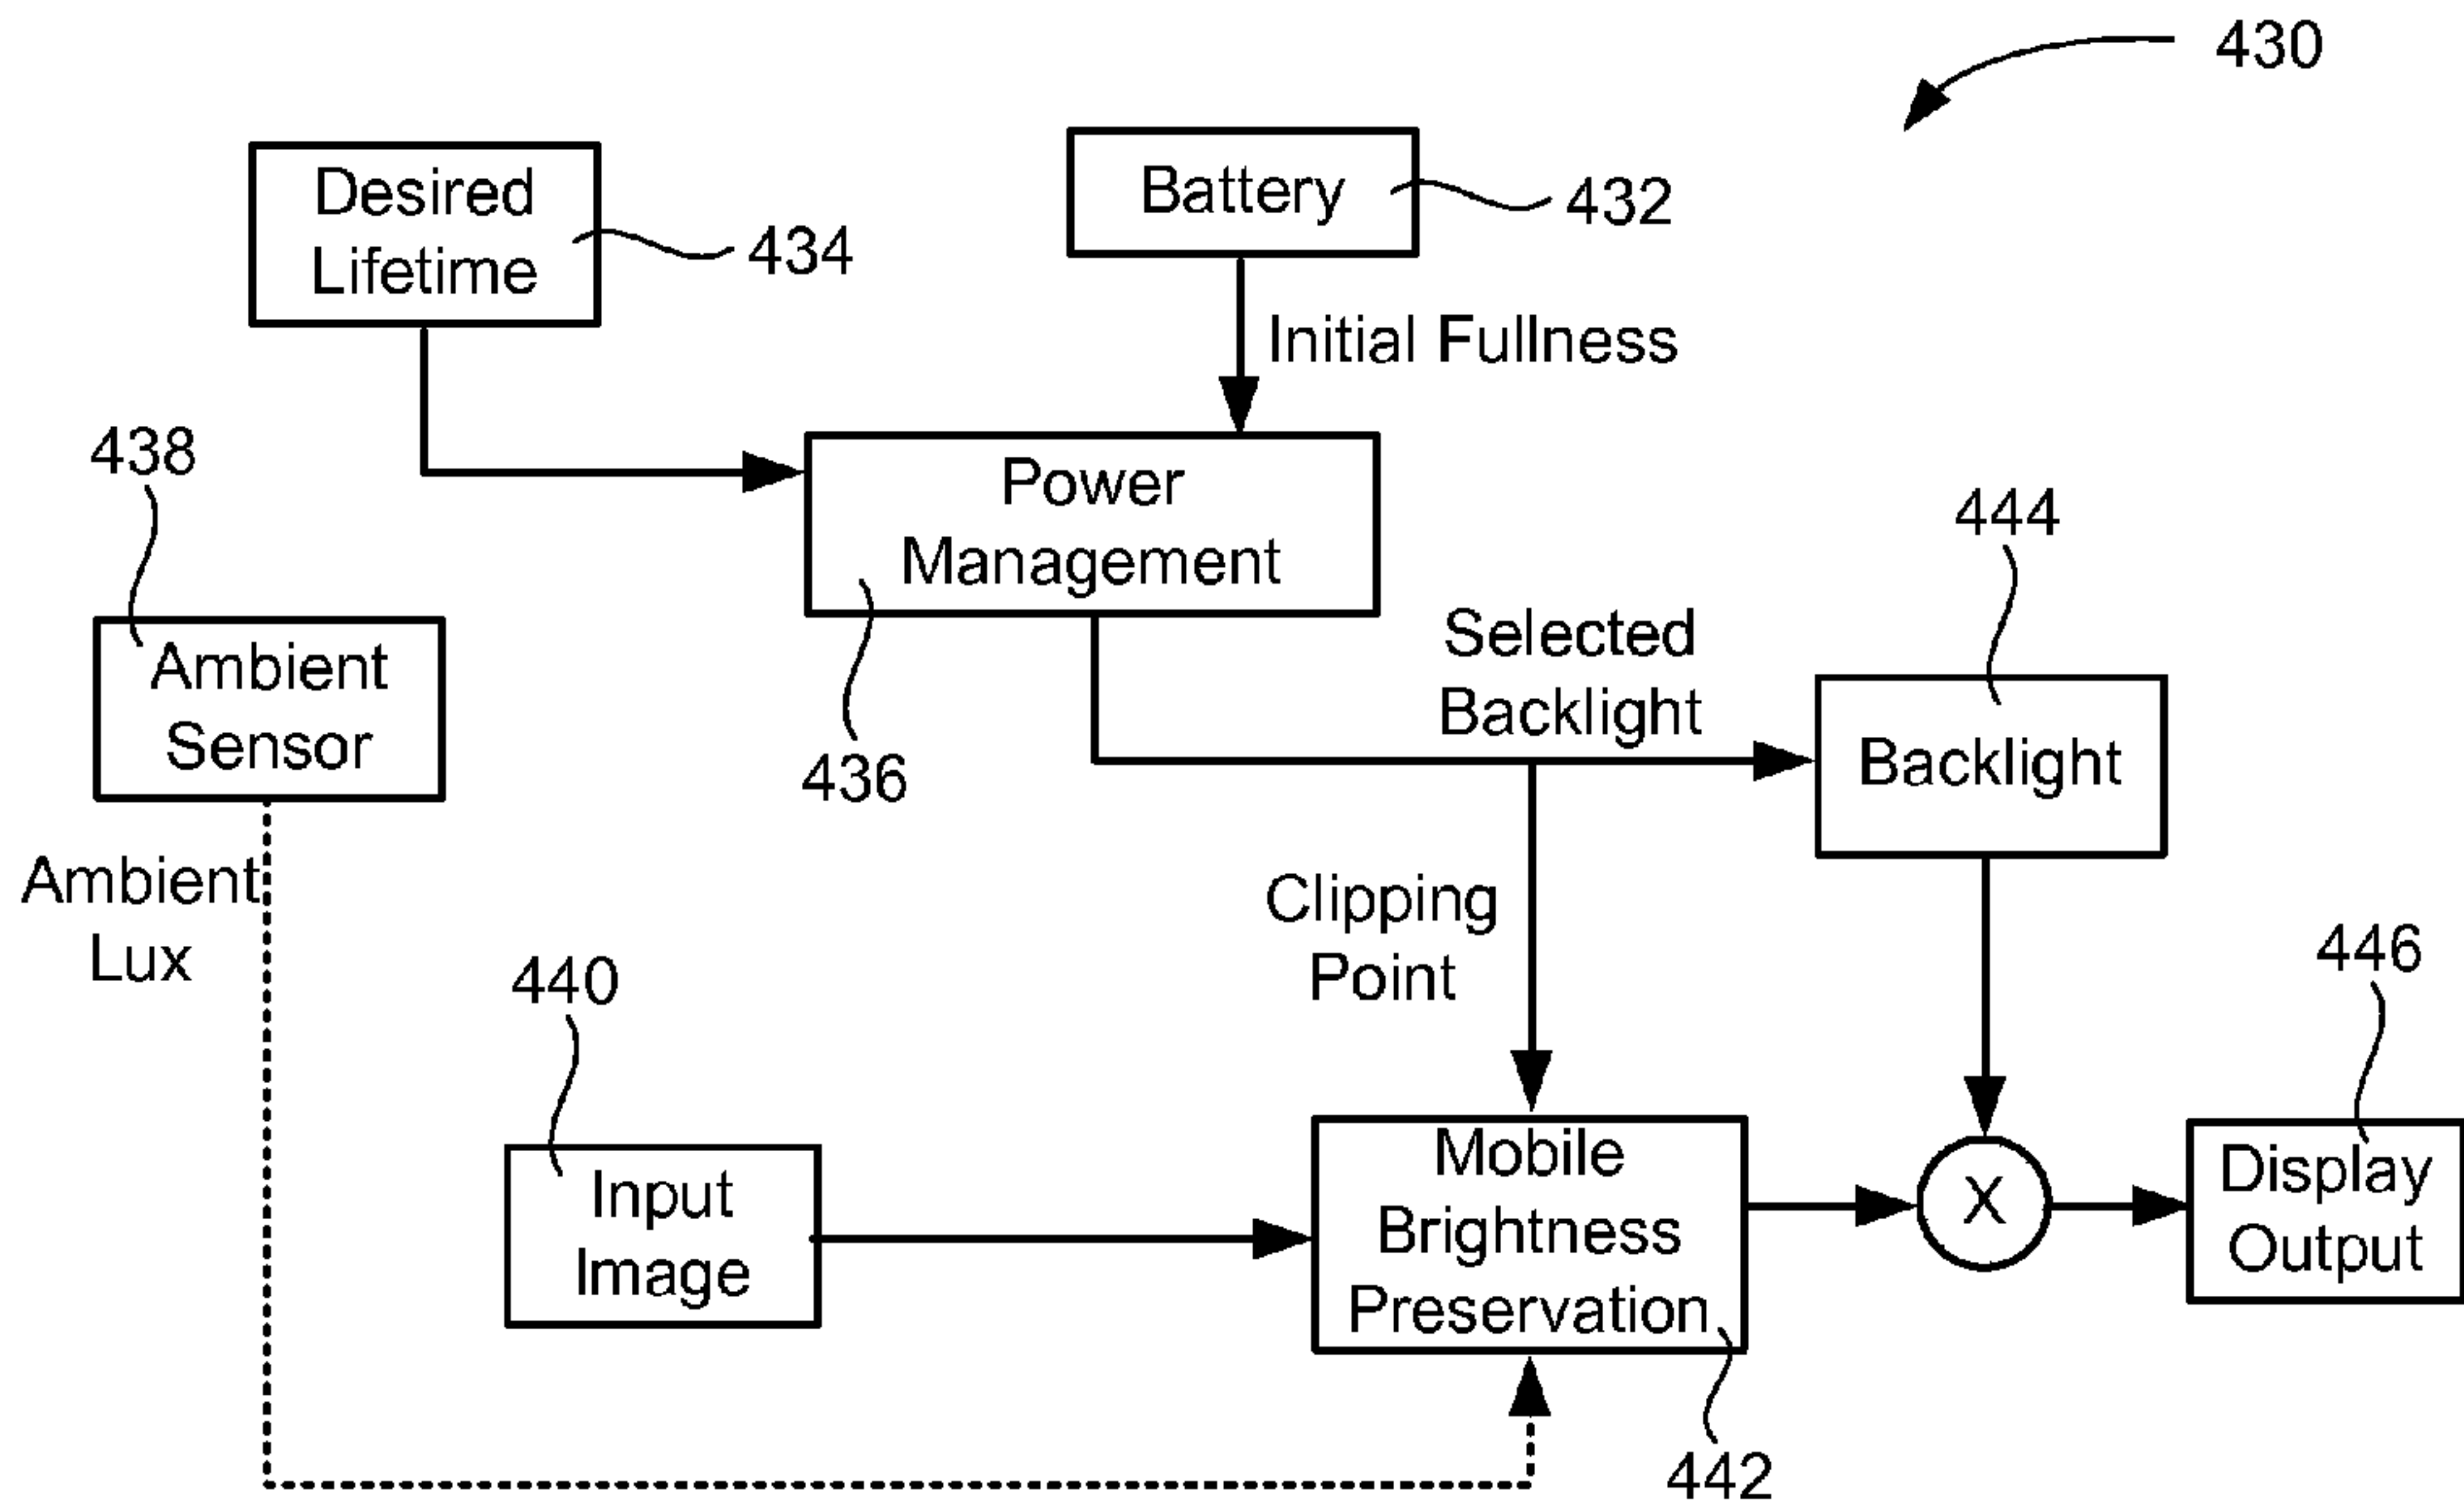 430
Desired
Lifetime
434
Battery
432
Initial Fullness
438
Power
Management
436
444
Ambient
Sensor
Selected
Backlight
Backlight
Ambient
Lux
Clipping
Point
440
446
Input
Image
Mobile
Brightness
Preservation
442
X
Display
Output